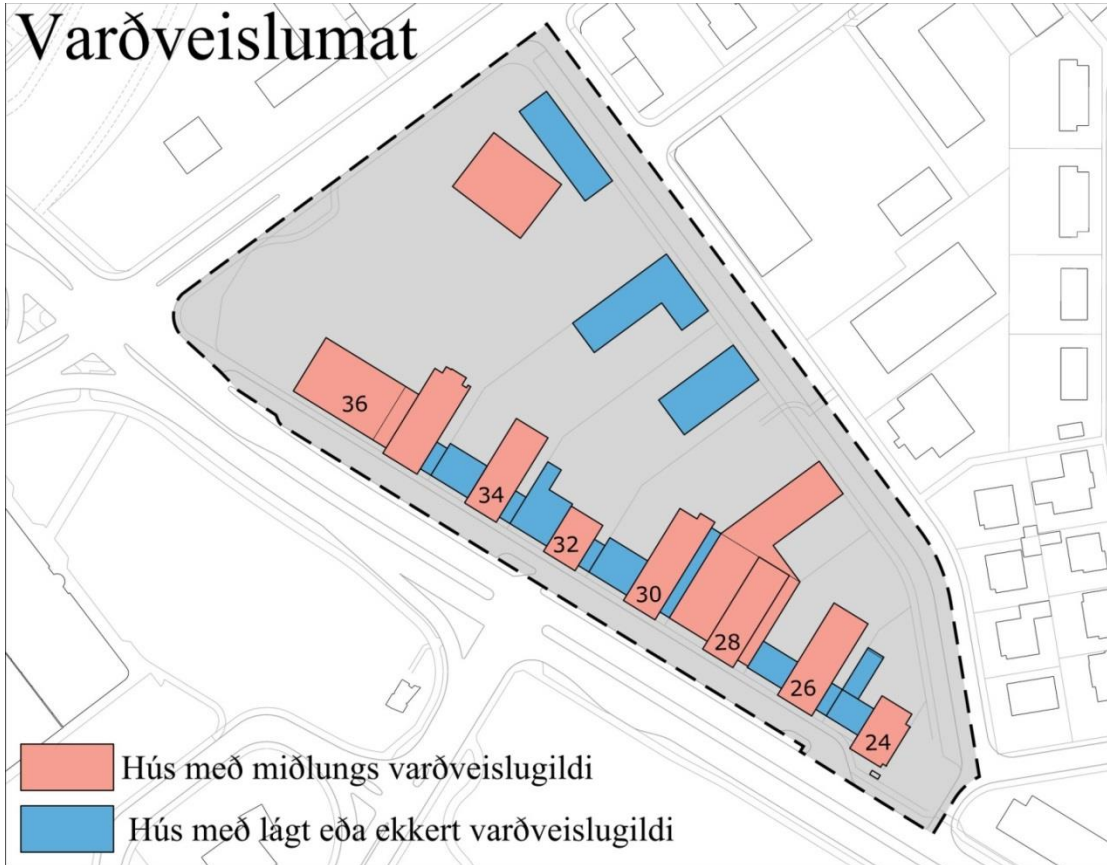 Varðveislumat
36
34
32
30
28
26
24
Hús með miðlungs varðveislugildi
Hús með lágt eða ekkert varðveislugildi